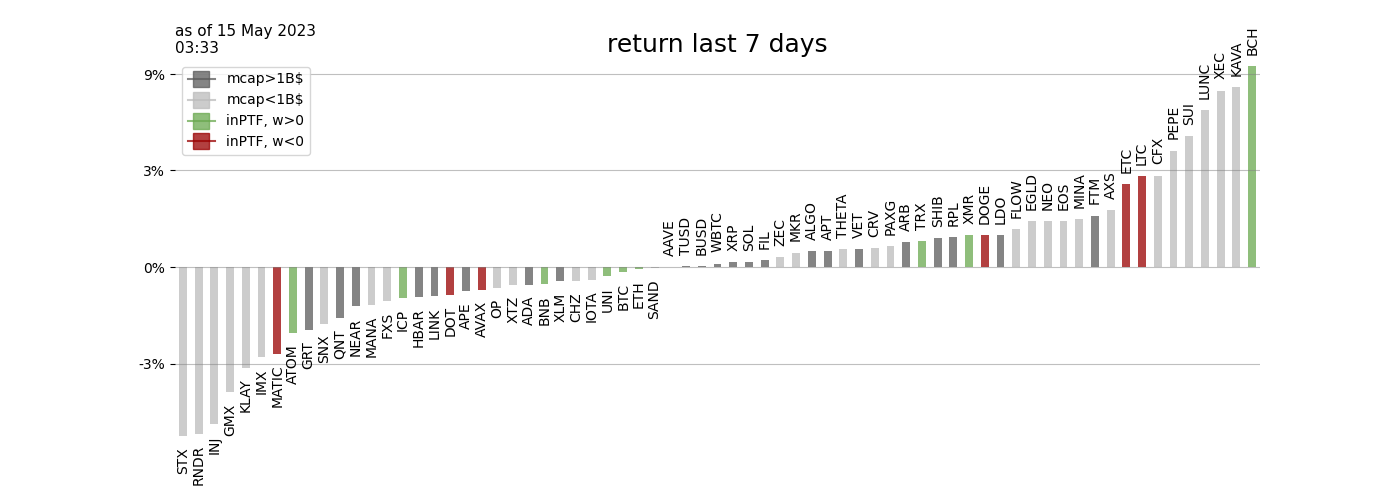 as of 15 May 2023
03:33
return last 7 days
9%
3%
0%
-3%
mcap>1B$
mcap<1B$
inPTF, w>0
inPTF, w<0
STX
RNDR
INJ
GMX
KLAY
IMX
MATIC
ATOM
GRT
SNX
QNT
NEAR
MANA
FXS
ICP
HBAR
LINK
DOT
APE
AVAX
OP
XTZ
ADA
BNB
XLM
CHZ
IOTA
UNI
BTC
ETH
SAND
AAVE
TUSD
BUSD
WBTC
XRP
SOL
FIL
ZEC
MKR
ALGO
APT
THETA
VET
CRV
PAXG
ARB
TRX
SHIB
RPL
XMR
DOGE
LDO
FLOW
EGLD
NEO
EOS
MINA
FTM
AXS
ETC
LTC
CFX
PEPE
SUI
LUNC
XEC
KAVA
BCH